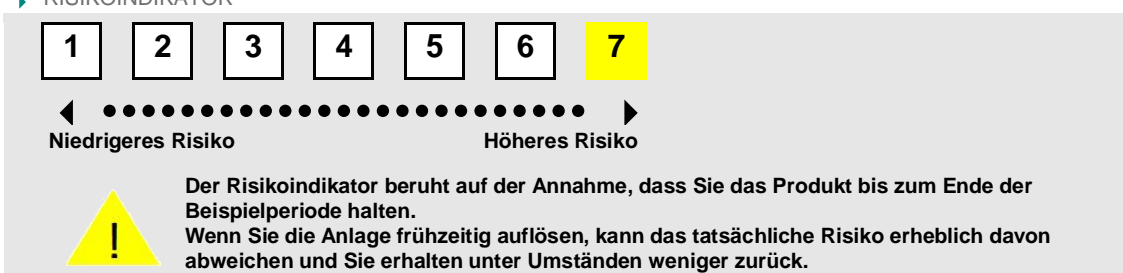 RISIKOINDIKATOR
1 2 3 4 5 6 7
Niedrigeres Risiko Höheres Risiko
Der Risikoindikator beruht auf der Annahme, dass Sie das Produkt bis zum Ende der
Beispielperiode halten.
Wenn Sie die Anlage frühzeitig auflösen, kann das tatsächliche Risiko erheblich davon
abweichen und Sie erhalten unter Umständen weniger zurück.